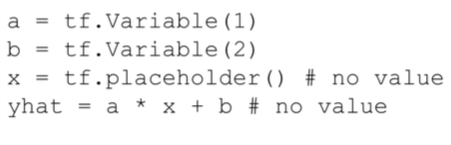 a = tf.Variable(1)
b = tf.Variable(2)
x = tf.placeholder() # no value
yhat = a * x + b # no value